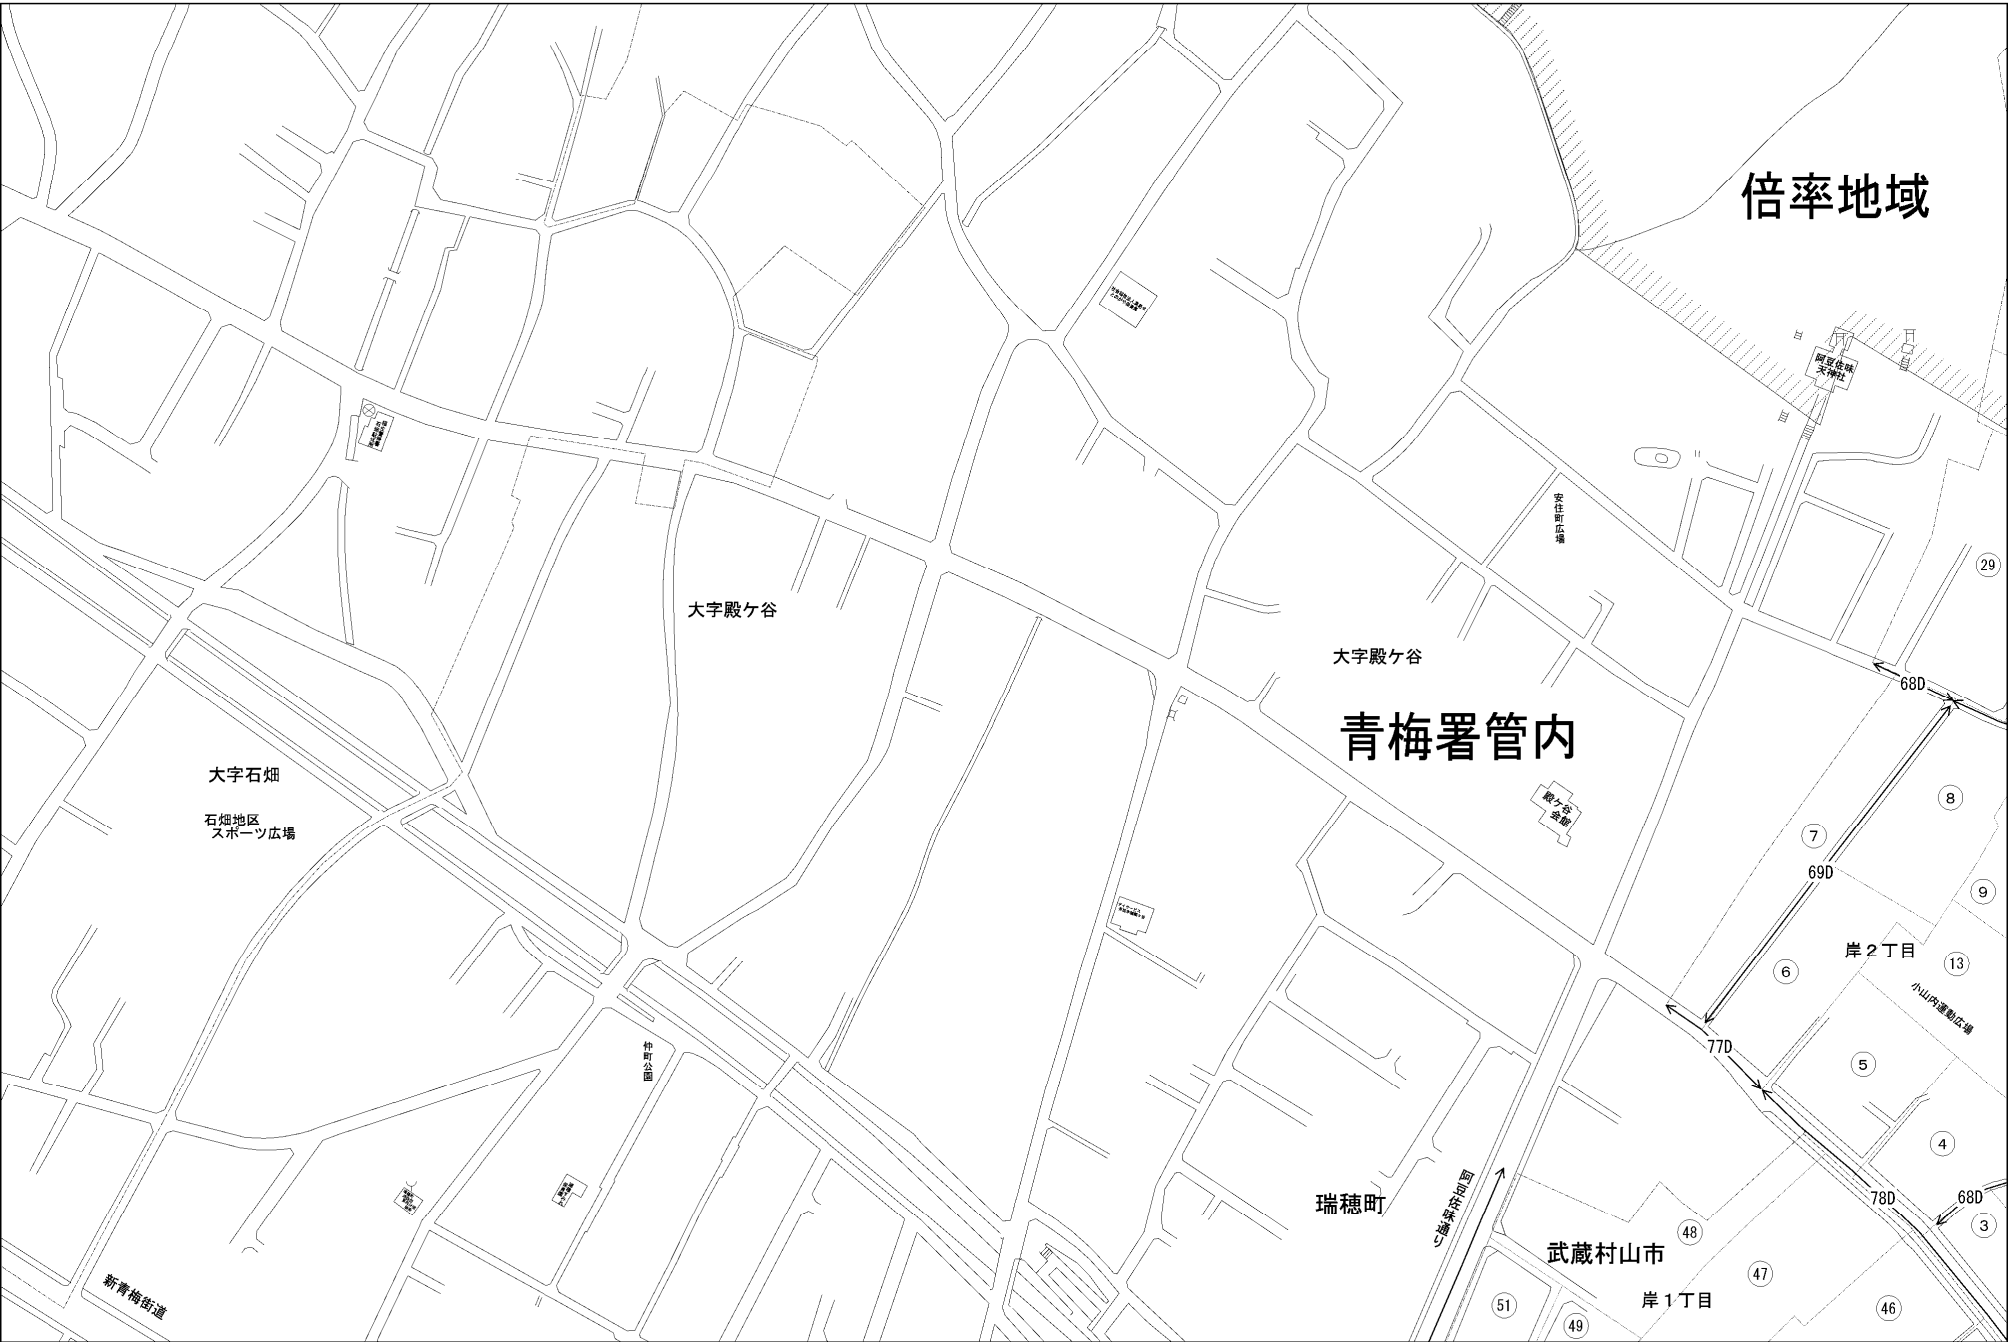 倍率地域
阿豆佐味
天神社
安住町広場
29
大字殿ケ谷
大字殿ケ谷
68D
青梅署管内
大字石畑
石畑地区
スポーツ広場
殿ケ谷
会館
8
7
69D
9
岸２丁目
6
13
小山内運動広場
77D
仲町公園
5
4
78D
68D
3
阿豆佐味通り
瑞穂町
48
武蔵村山市
47
岸１丁目
新青梅街道
51
49
46